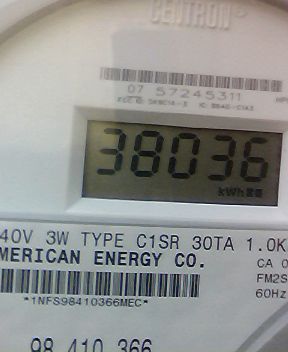 CENTRON®
07 57245311
38036
kWh
40V 3W TYPE C1SR 30TA 1.0K
MERICAN ENERGY CO.
CA 0
FM2S
60Hz
*1NFS98410366MEC*
98 410 366